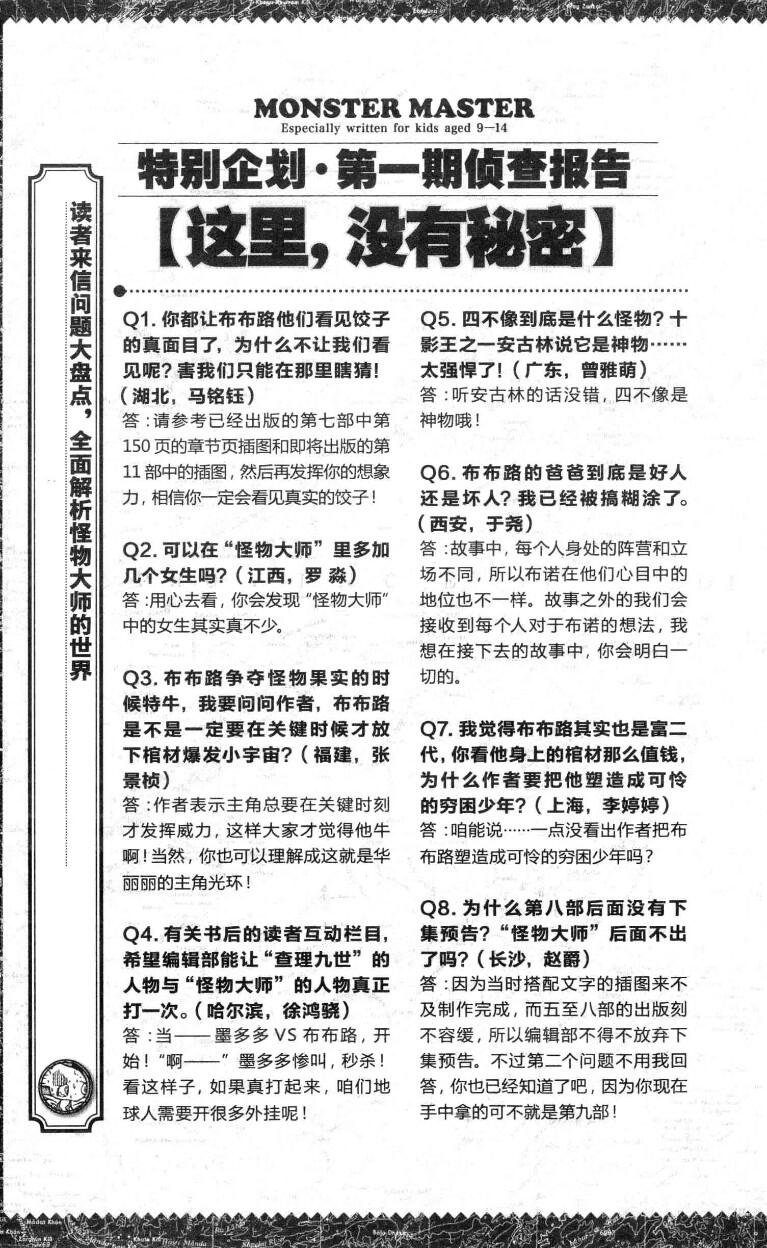 MONSTER MASTER
Especially written for kids aged 9—14
特别企划·第一期侦查报告
【这里，没有秘密】
读者来信问题大盘点，全面解析怪物大师的世界
Q1. 你都让布布路他们看见饺子
的真面目了，为什么不让我们看
见呢？害我们只能在那里瞎猜！
（湖北，马铭钰）
答：请参考已经出版的第七部中第
150 页的章节页插图和即将出版的第
11 部中的插图，然后再发挥你的想象
力，相信你一定会看见真实的饺子！
Q2. 可以在“怪物大师”里多加
几个女生吗？（江西，罗 淼）
答：用心去看，你会发现“怪物大师”
中的女生其实真不少。
Q3. 布布路争夺怪物果实的时
候特牛，我要问问作者，布布路
是不是一定要在关键时候才放
下棺材爆发小宇宙？（福建，张
景桢）
答：作者表示主角总要在关键时刻
才发挥威力，这样大家才觉得他牛
啊！当然，你也可以理解成这就是华
丽丽的主角光环！
Q4. 有关书后的读者互动栏目，
希望编辑部能让“查理九世”的
人物与“怪物大师”的人物真正
打一次。（哈尔滨，徐鸿骁）
答：当——墨多多 VS 布布路，开
始！“啊——”墨多多惨叫，秒杀！
看这样子，如果真打起来，咱们地
球人需要开很多外挂呢！
Q5. 四不像到底是什么怪物？十
影王之一安古林说它是神物……
太强悍了！（广东，曾雅萌）
答：听安古林的话没错，四不像是
神物哦！
Q6. 布布路的爸爸到底是好人
还是坏人？我已经被搞糊涂了。
（西安，于尧）
答：故事中，每个人身处的阵营和立
场不同，所以布诺在他们心目中的
地位也不一样。故事之外的我们会
接收到每个人对于布诺的想法，我
想在接下去的故事中，你会明白一
切的。
Q7. 我觉得布布路其实也是富二
代，你看他身上的棺材那么值钱，
为什么作者要把他塑造成可怜
的穷困少年？（上海，李婷婷）
答：咱能说……一点没看出作者把布
布路塑造成可怜的穷困少年吗？
Q8. 为什么第八部后面没有下
集预告？“怪物大师”后面不出
了吗？（长沙，赵爵）
答：因为当时搭配文字的插图来不
及制作完成，而五至八部的出版刻
不容缓，所以编辑部不得不放弃下
集预告。不过第二个问题不用我回
答，你也已经知道了吧，因为你现在
手中拿的可不就是第九部！